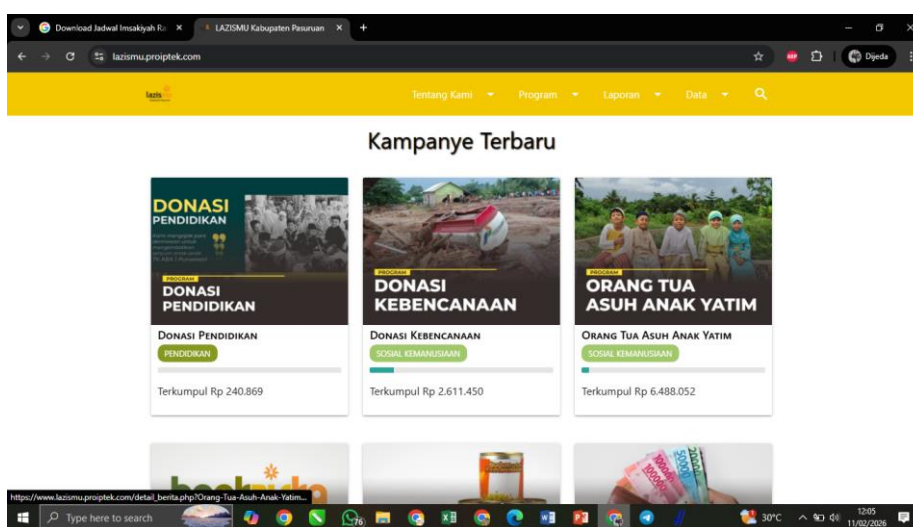 Download Jadwal Imsakiyah Ra
LAZISMU Kabupaten Pasuruan
lazismu.proiptek.com
ABP
Dijeda
lazis
Tentang Kami
Program
Laporan
Data
Kampanye Terbaru
DONASI
PENDIDIKAN
PROGRAM
DONASI
PENDIDIKAN
DONASI PENDIDIKAN
PENDIDIKAN
Terkumpul Rp 240.869
PROGRAM
DONASI
KEBENCANAAN
DONASI KEBENCANAAN
SOSIAL KEMANUSIAAN
Terkumpul Rp 2.611.450
PROGRAM
ORANG TUA
ASUH ANAK YATIM
ORANG TUA ASUH ANAK YATIM
SOSIAL KEMANUSIAAN
Terkumpul Rp 6.488.052
https://www.lazismu.proiptek.com/detail_berita.php?Orang-Tua-Asuh-Anak-Yatim...
Type here to search
76
30°C
12:05
11/02/2026